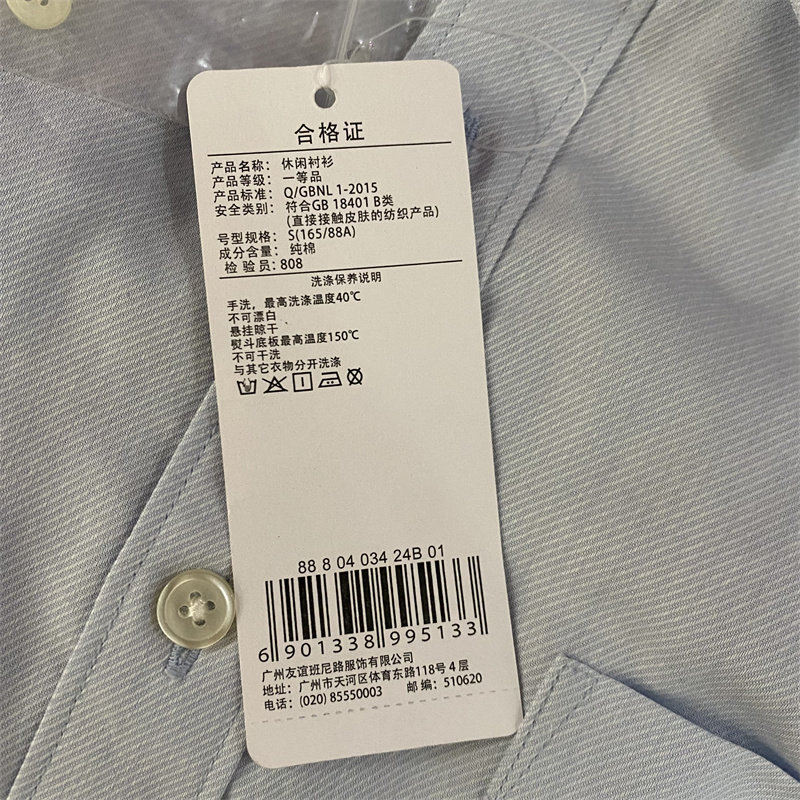 合格证
产品名称： 休闲衬衫
产品等级： 一等品
产品标准： Q/GBNL 1-2015
安全类别： 符合GB 18401 B类
(直接接触皮肤的纺织产品)
号型规格： S(165/88A)
成分含量： 纯棉
检 验 员: 808
洗涤保养说明
手洗，最高洗涤温度40℃
不可漂白
悬挂晾干
熨斗底板最高温度150℃
不可干洗
与其它衣物分开洗涤
88 8 04 034 24B 01
6 901338 995133
广州友谊班尼路服饰有限公司
地址： 广州市天河区体育东路118号 4 层
电话： (020) 85550003 邮 编： 510620